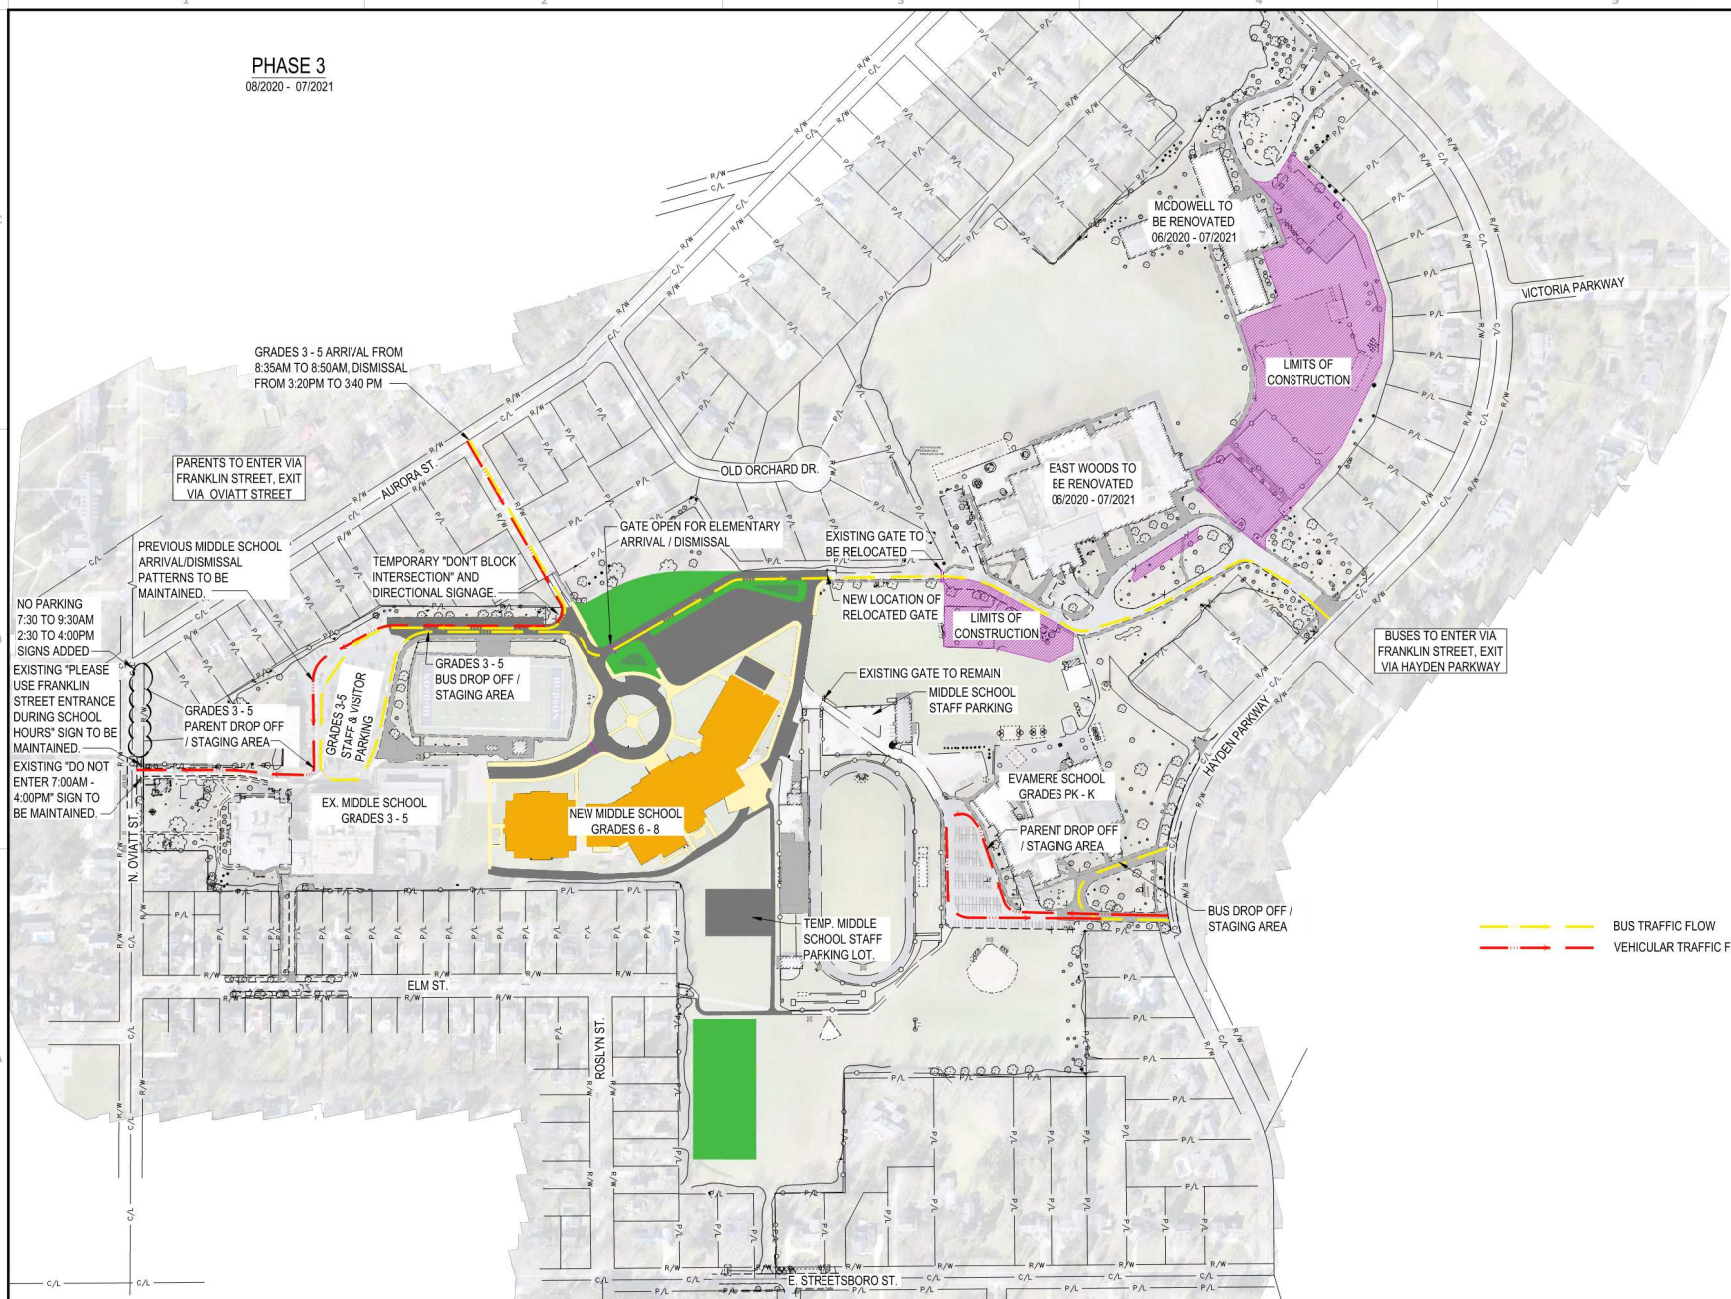 PHASE 3
08/2020 - 07/2021
MCDOWELL TO
BE RENOVATED
06/2020 - 07/2021
VICTORIA PARKWAY
LIMITS OF
CONSTRUCTION
GRADES 3 - 5 ARRIVAL FROM
8:35AM TO 8:50AM, DISMISSAL
FROM 3:20PM TO 340 PM
PARENTS TO ENTER VIA
FRANKLIN STREET, EXIT
VIA OVIATT STREET
AURORA ST.
OLD ORCHARD DR.
EAST WOODS TO
BE RENOVATED
06/2020 - 07/2021
GATE OPEN FOR ELEMENTARY
ARRIVAL / DISMISSAL
EXISTING GATE TO
BE RELOCATED
PREVIOUS MIDDLE SCHOOL
ARRIVAL/DISMISSAL
PATTERNS TO BE
MAINTAINED.
TEMPORARY "DON'T BLOCK
INTERSECTION" AND
DIRECTIONAL SIGNAGE.
NEW LOCATION OF
RELOCATED GATE
LIMITS OF
CONSTRUCTION
NO PARKING
7:30 TO 9:30AM
2:30 TO 4:00PM
SIGNS ADDED
BUSES TO ENTER VIA
FRANKLIN STREET, EXIT
VIA HAYDEN PARKWAY
EXISTING "PLEASE
USE FRANKLIN
STREET ENTRANCE
DURING SCHOOL
HOURS" SIGN TO BE
MAINTAINED.
GRADES 3 - 5
BUS DROP OFF /
STAGING AREA
EXISTING GATE TO REMAIN
MIDDLE SCHOOL
STAFF PARKING
GRADES 3-5
STAFF & VISITOR
PARKING
HUDSON
GRADES 3 - 5
PARENT DROP OFF
/ STAGING AREA
HAYDEN PARKWAY
EXISTING "DO NOT
ENTER 7:00AM -
4:00PM" SIGN TO
BE MAINTAINED.
EX. MIDDLE SCHOOL
GRADES 3 - 5
NEW MIDDLE SCHOOL
GRADES 6 - 8
EVAMERE SCHOOL
GRADES PK - K
PARENT DROP OFF
/ STAGING AREA
N. OVIATT ST.
BUS DROP OFF /
STAGING AREA
TEMP. MIDDLE
SCHOOL STAFF
PARKING LOT.
BUS TRAFFIC FLOW
VEHICULAR TRAFFIC F
ELM ST.
ROSLYN ST.
E. STREETSBORO ST.